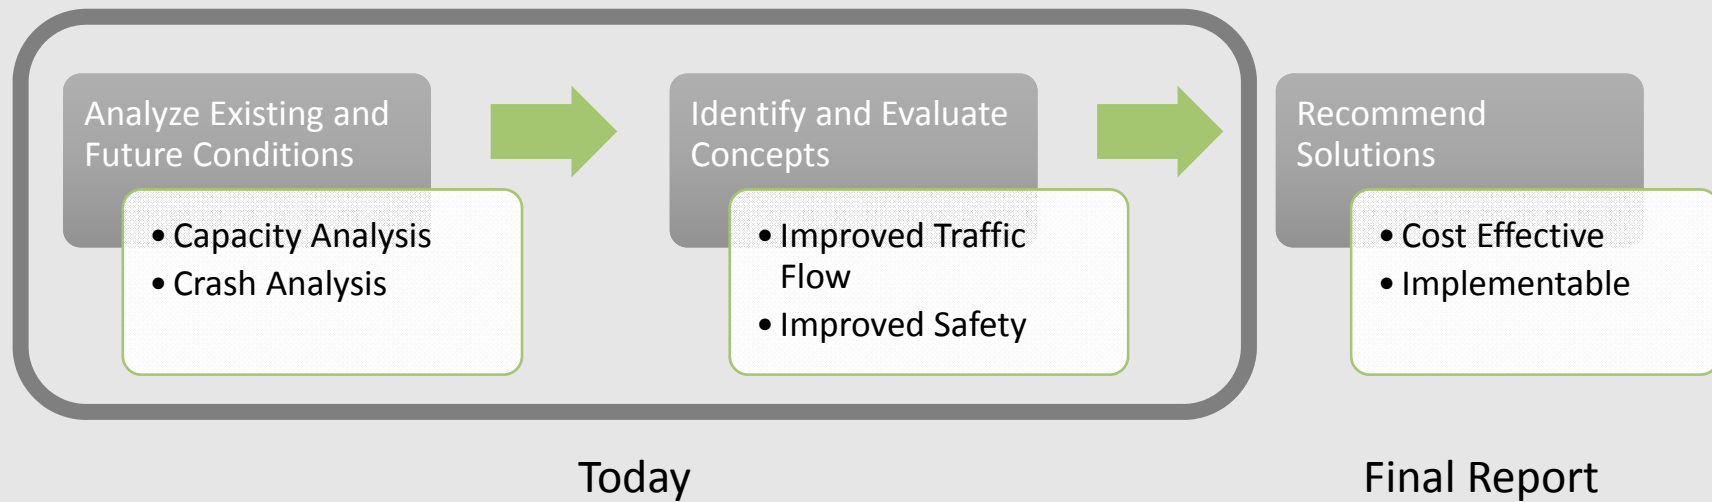 Analyze Existing and
Future Conditions
• Capacity Analysis
• Crash Analysis
Identify and Evaluate
Concepts
• Improved Traffic
Flow
• Improved Safety
Recommend
Solutions
• Cost Effective
• Implementable
Today
Final Report